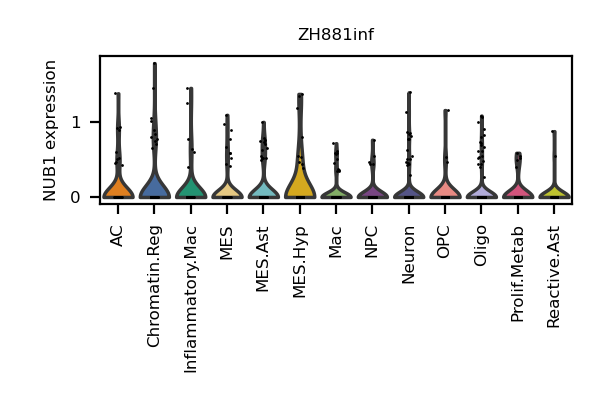 ZH881inf
NUB1 expression
1
0
AC
Chromatin.Reg
Inflammatory.Mac
MES
MES.Ast
MES.Hyp
Mac
NPC
Neuron
OPC
Oligo
Prolif.Metab
Reactive.Ast